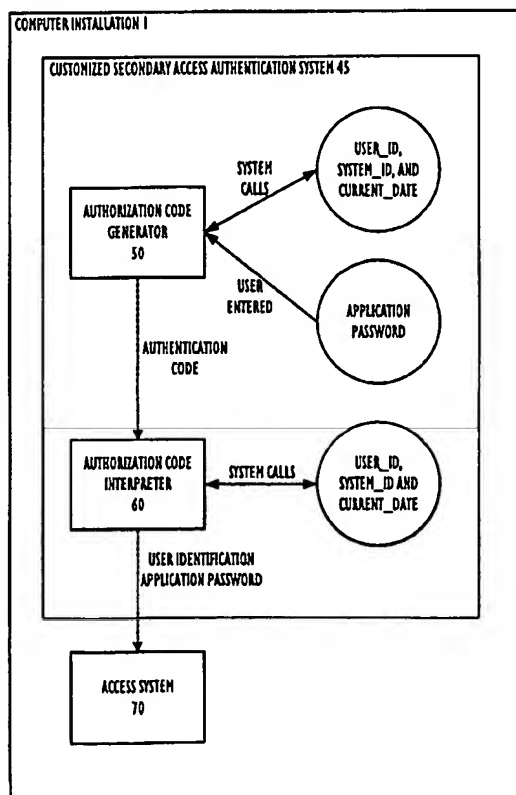 COMPUTER INSTALLATION 1
CUSTOMIZED SECONDARY ACCESS AUTHENTICATION SYSTEM 45
USER_ID,
SYSTEM_ID, AND
CURRENT_DATE
SYSTEM
CALLS
AUTHORIZATION CODE
GENERATOR
50
USER
ENTERED
APPLICATION
PASSWORD
AUTHENTICATION
CODE
AUTHORIZATION CODE
INTERPRETER
60
SYSTEM CALLS
USER_ID,
SYSTEM_ID AND
CURRENT_DATE
USER IDENTIFICATION
APPLICATION PASSWORD
ACCESS SYSTEM
70